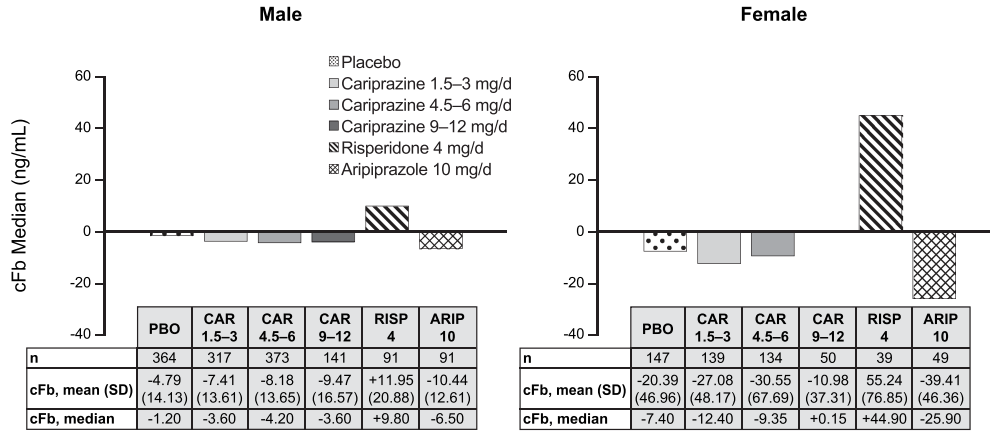 Male
Female
cFb Median (ng/mL)
60
40
20
0
-20
-40
Placebo
Cariprazine 1.5–3 mg/d
Cariprazine 4.5–6 mg/d
Cariprazine 9–12 mg/d
Risperidone 4 mg/d
Aripiprazole 10 mg/d
60
40
20
0
-20
-40
PBO CAR 1.5–3 CAR 4.5–6 CAR 9–12 RISP 4 ARIP 10
n 364 317 373 141 91 91
cFb, mean (SD) -4.79 (14.13) -7.41 (13.61) -8.18 (13.65) -9.47 (16.57) +11.95 (20.88) -10.44 (12.61)
cFb, median -1.20 -3.60 -4.20 -3.60 +9.80 -6.50
PBO CAR 1.5–3 CAR 4.5–6 CAR 9–12 RISP 4 ARIP 10
n 147 139 134 50 39 49
cFb, mean (SD) -20.39 (46.96) -27.08 (48.17) -30.55 (67.69) -10.98 (37.31) 55.24 (76.85) -39.41 (46.36)
cFb, median -7.40 -12.40 -9.35 +0.15 +44.90 -25.90